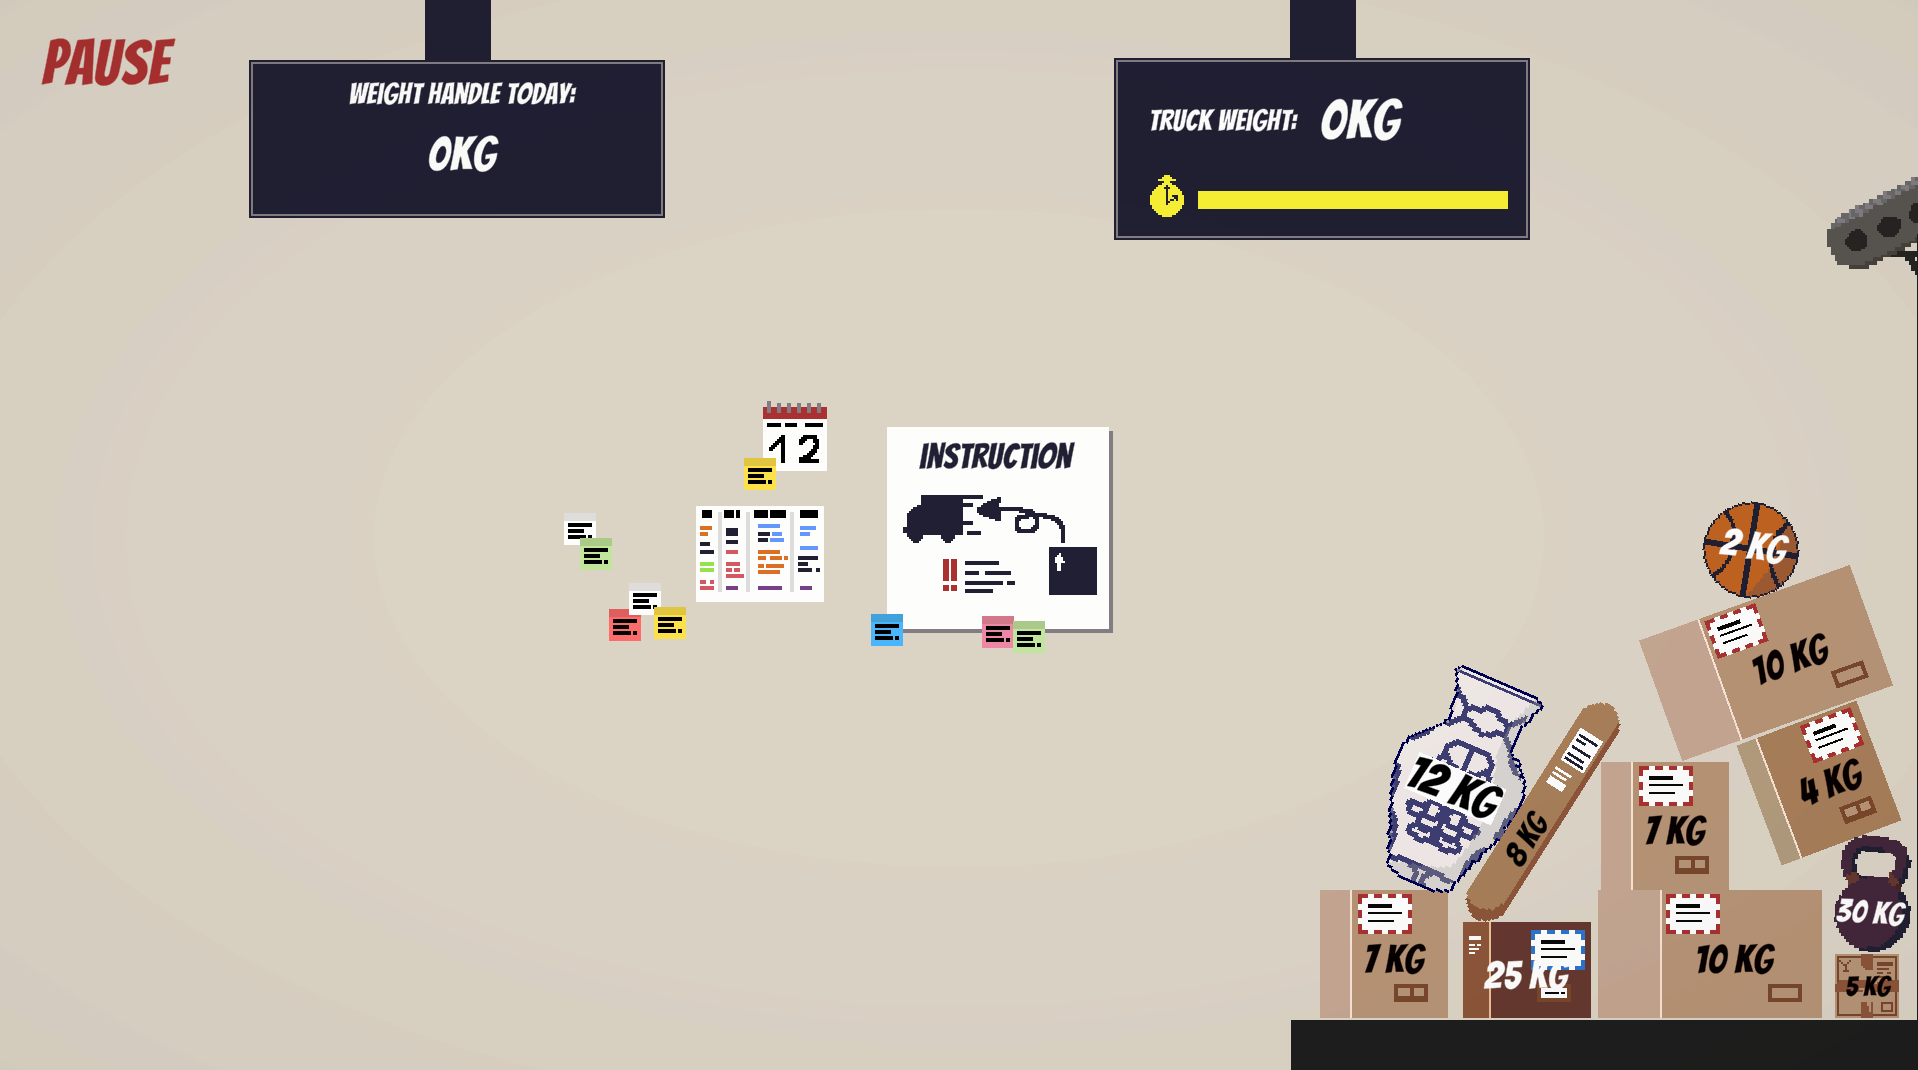 PAUSE
WEIGHT HANDLE TODAY:
0KG
TRUCK WEIGHT: 0KG
12
INSTRUCTION
2 KG
10 KG
4 KG
12 KG
8 KG
7 KG
30 KG
7 KG
25 KG
10 KG
5 KG